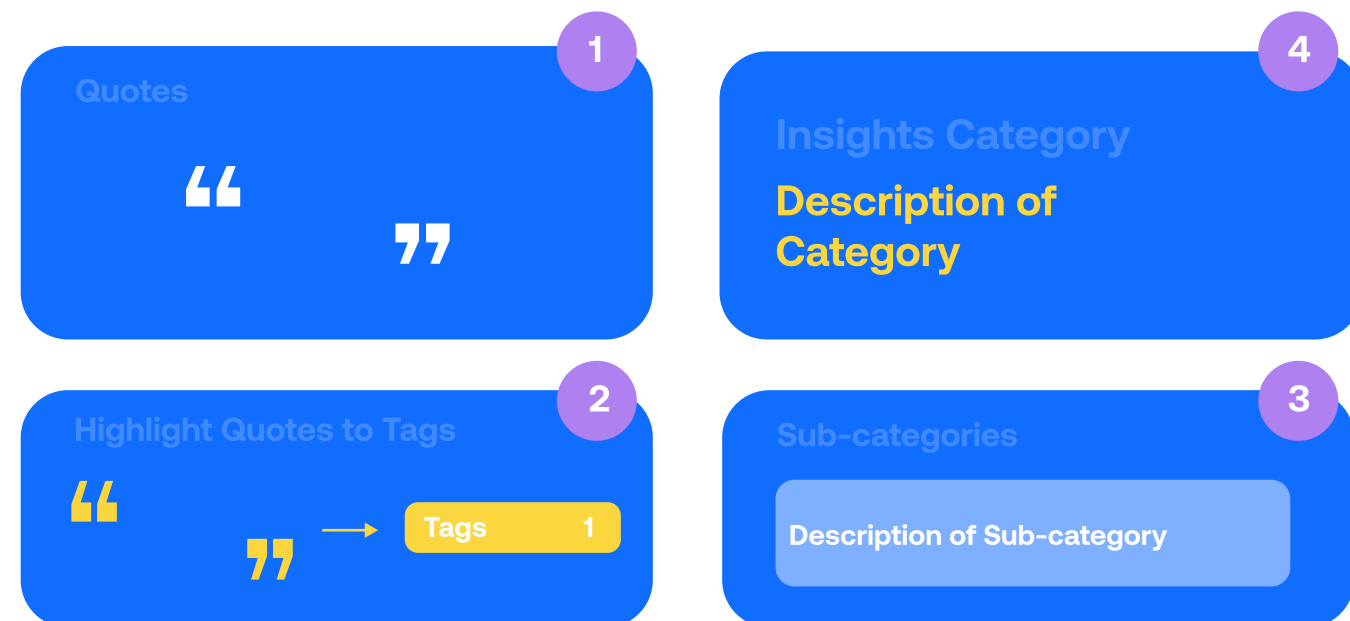 1
Quotes
“
”
4
Insights Category
Description of
Category
2
Highlight Quotes to Tags
“
”
Tags 1
3
Sub-categories
Description of Sub-category